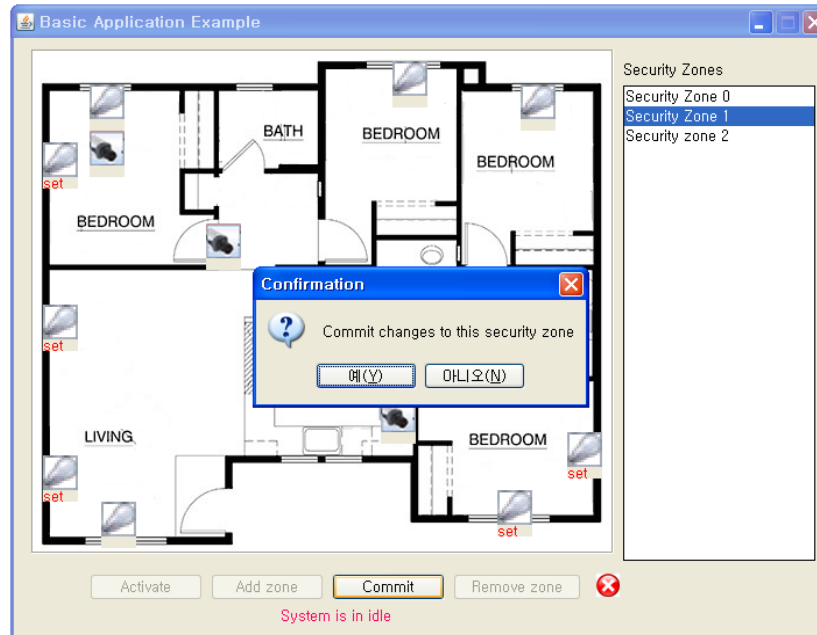 Basic Application Example
Security Zones
Security Zone 0
Security Zone 1
Security zone 2
BATH
BEDROOM
BEDROOM
set
BEDROOM
Confirmation
Commit changes to this security zone
예(Y)
아니오(N)
set
LIVING
BEDROOM
set
set
set
Activate
Add zone
Commit
Remove zone
System is in idle